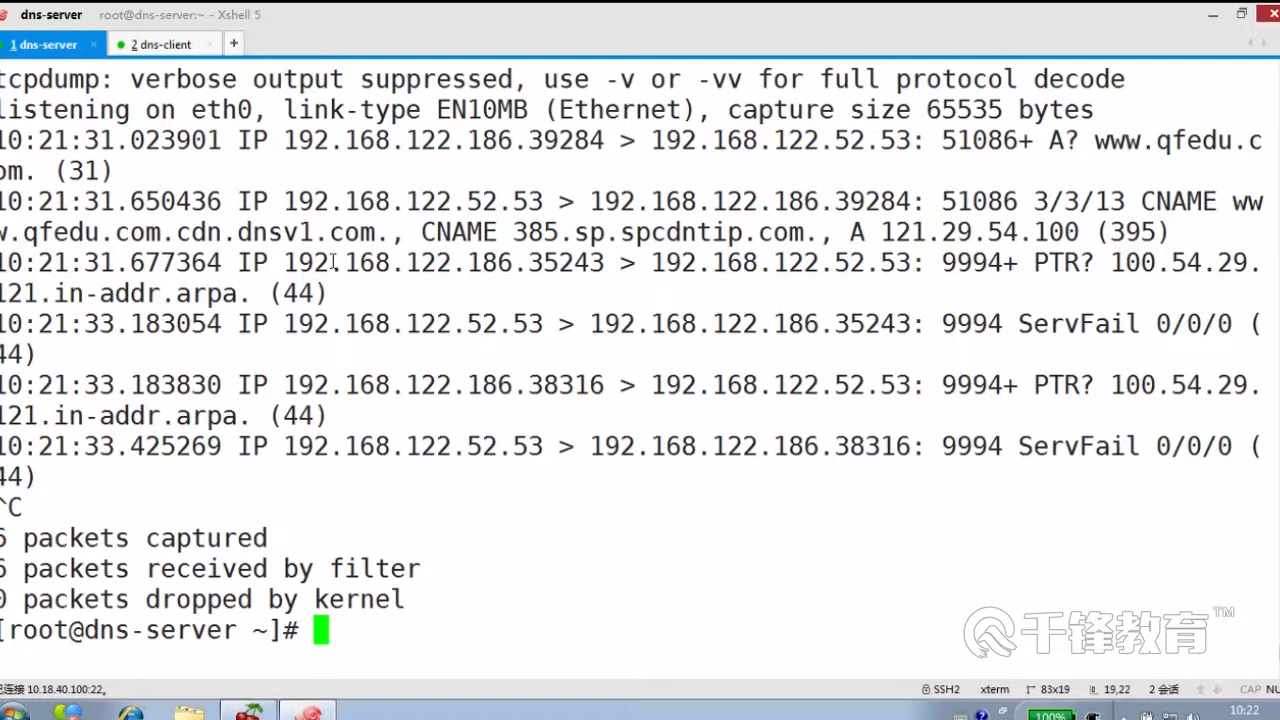 dns-server root@dns-server:~ - Xshell 5
1 dns-server × 2 dns-client × +
tcpdump: verbose output suppressed, use -v or -vv for full protocol decode
listening on eth0, link-type EN10MB (Ethernet), capture size 65535 bytes
10:21:31.023901 IP 192.168.122.186.39284 > 192.168.122.52.53: 51086+ A? www.qfedu.c
om. (31)
10:21:31.650436 IP 192.168.122.52.53 > 192.168.122.186.39284: 51086 3/3/13 CNAME ww
w.qfedu.com.cdn.dnsv1.com., CNAME 385.sp.spcdntip.com., A 121.29.54.100 (395)
10:21:31.677364 IP 192.168.122.186.35243 > 192.168.122.52.53: 9994+ PTR? 100.54.29.
121.in-addr.arpa. (44)
10:21:33.183054 IP 192.168.122.52.53 > 192.168.122.186.35243: 9994 ServFail 0/0/0 (
44)
10:21:33.183830 IP 192.168.122.186.38316 > 192.168.122.52.53: 9994+ PTR? 100.54.29.
121.in-addr.arpa. (44)
10:21:33.425269 IP 192.168.122.52.53 > 192.168.122.186.38316: 9994 ServFail 0/0/0 (
44)
^C
6 packets captured
6 packets received by filter
0 packets dropped by kernel
[root@dns-server ~]#
千锋教育™
已连接 10.18.40.100:22。 SSH2 xterm 83x19 19,22 2 会话 CAP NU
100% 10:22